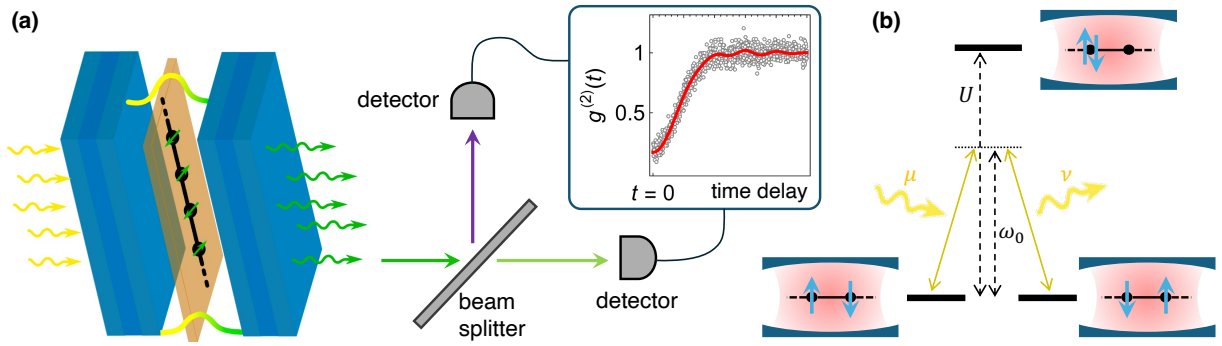 (a)
detector
g⁽²⁾(t)
1
0.5
t = 0
time delay
beam
splitter
detector
(b)
U
μ
ν
ω₀